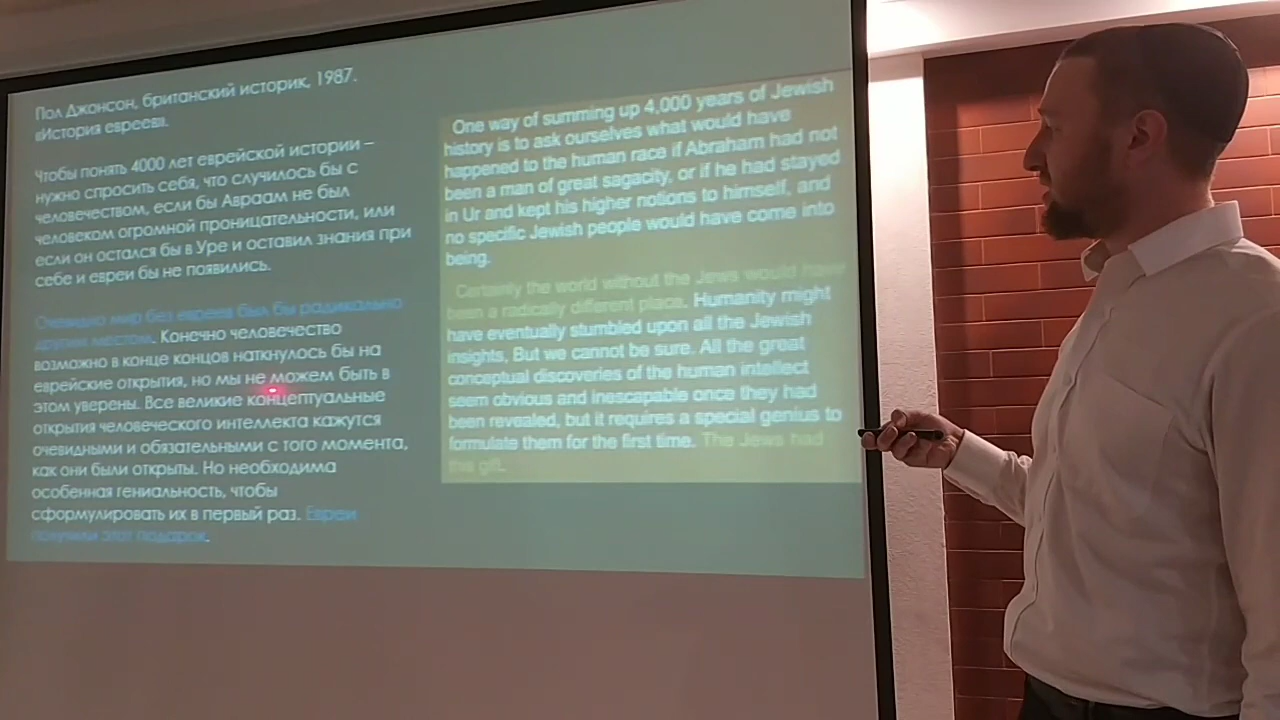 Пол Джонсон, британский историк, 1987.
«История евреев».
Чтобы понять 4000 лет еврейской истории –
нужно спросить себя, что случилось бы с
человечеством, если бы Авраам не был
человеком огромной проницательности, или
если он остался бы в Уре и оставил знания при
себе и евреи бы не появились.
Очевидно мир без евреев был бы радикально
другим местом. Конечно человечество
возможно в конце концов наткнулось бы на
еврейские открытия, но мы не можем быть в
этом уверены. Все великие концептуальные
открытия человеческого интеллекта кажутся
очевидными и обязательными с того момента,
как они были открыты. Но необходима
особенная гениальность, чтобы
сформулировать их в первый раз. Евреи
получили этот подарок.
One way of summing up 4,000 years of Jewish
history is to ask ourselves what would have
happened to the human race if Abraham had not
been a man of great sagacity, or if he had stayed
in Ur and kept his higher notions to himself, and
no specific Jewish people would have come into
being.
Certainly the world without the Jews would have
been a radically different place. Humanity might
have eventually stumbled upon all the Jewish
insights, But we cannot be sure. All the great
conceptual discoveries of the human intellect
seem obvious and inescapable once they had
been revealed, but it requires a special genius to
formulate them for the first time. The Jews had
this gift.